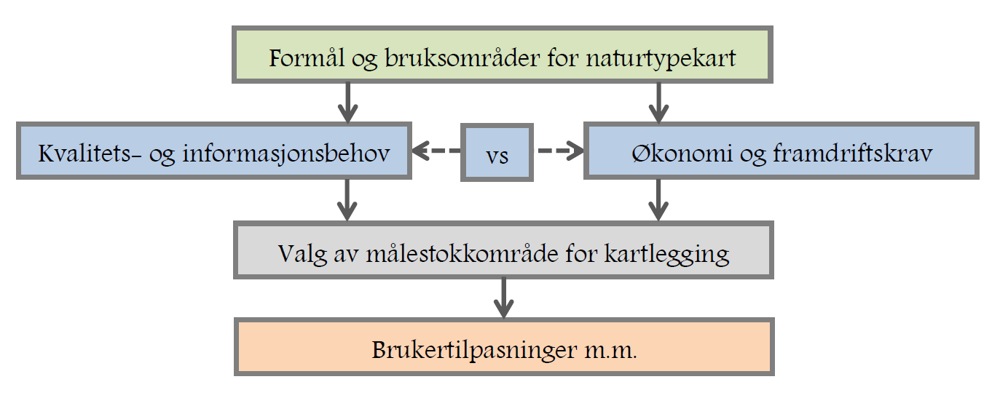 Formål og bruksområder for naturtypekart
Kvalitets- og informasjonsbehov
vs
Økonomi og framdriftskrav
Valg av målestokkområde for kartlegging
Brukertilpasninger m.m.